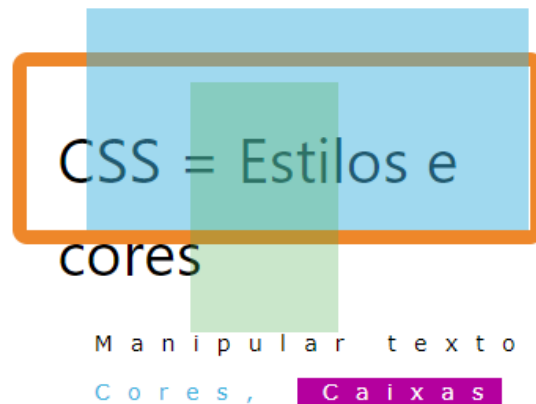 CSS = Estilos e
cores
Manipular texto
Cores, Caixas